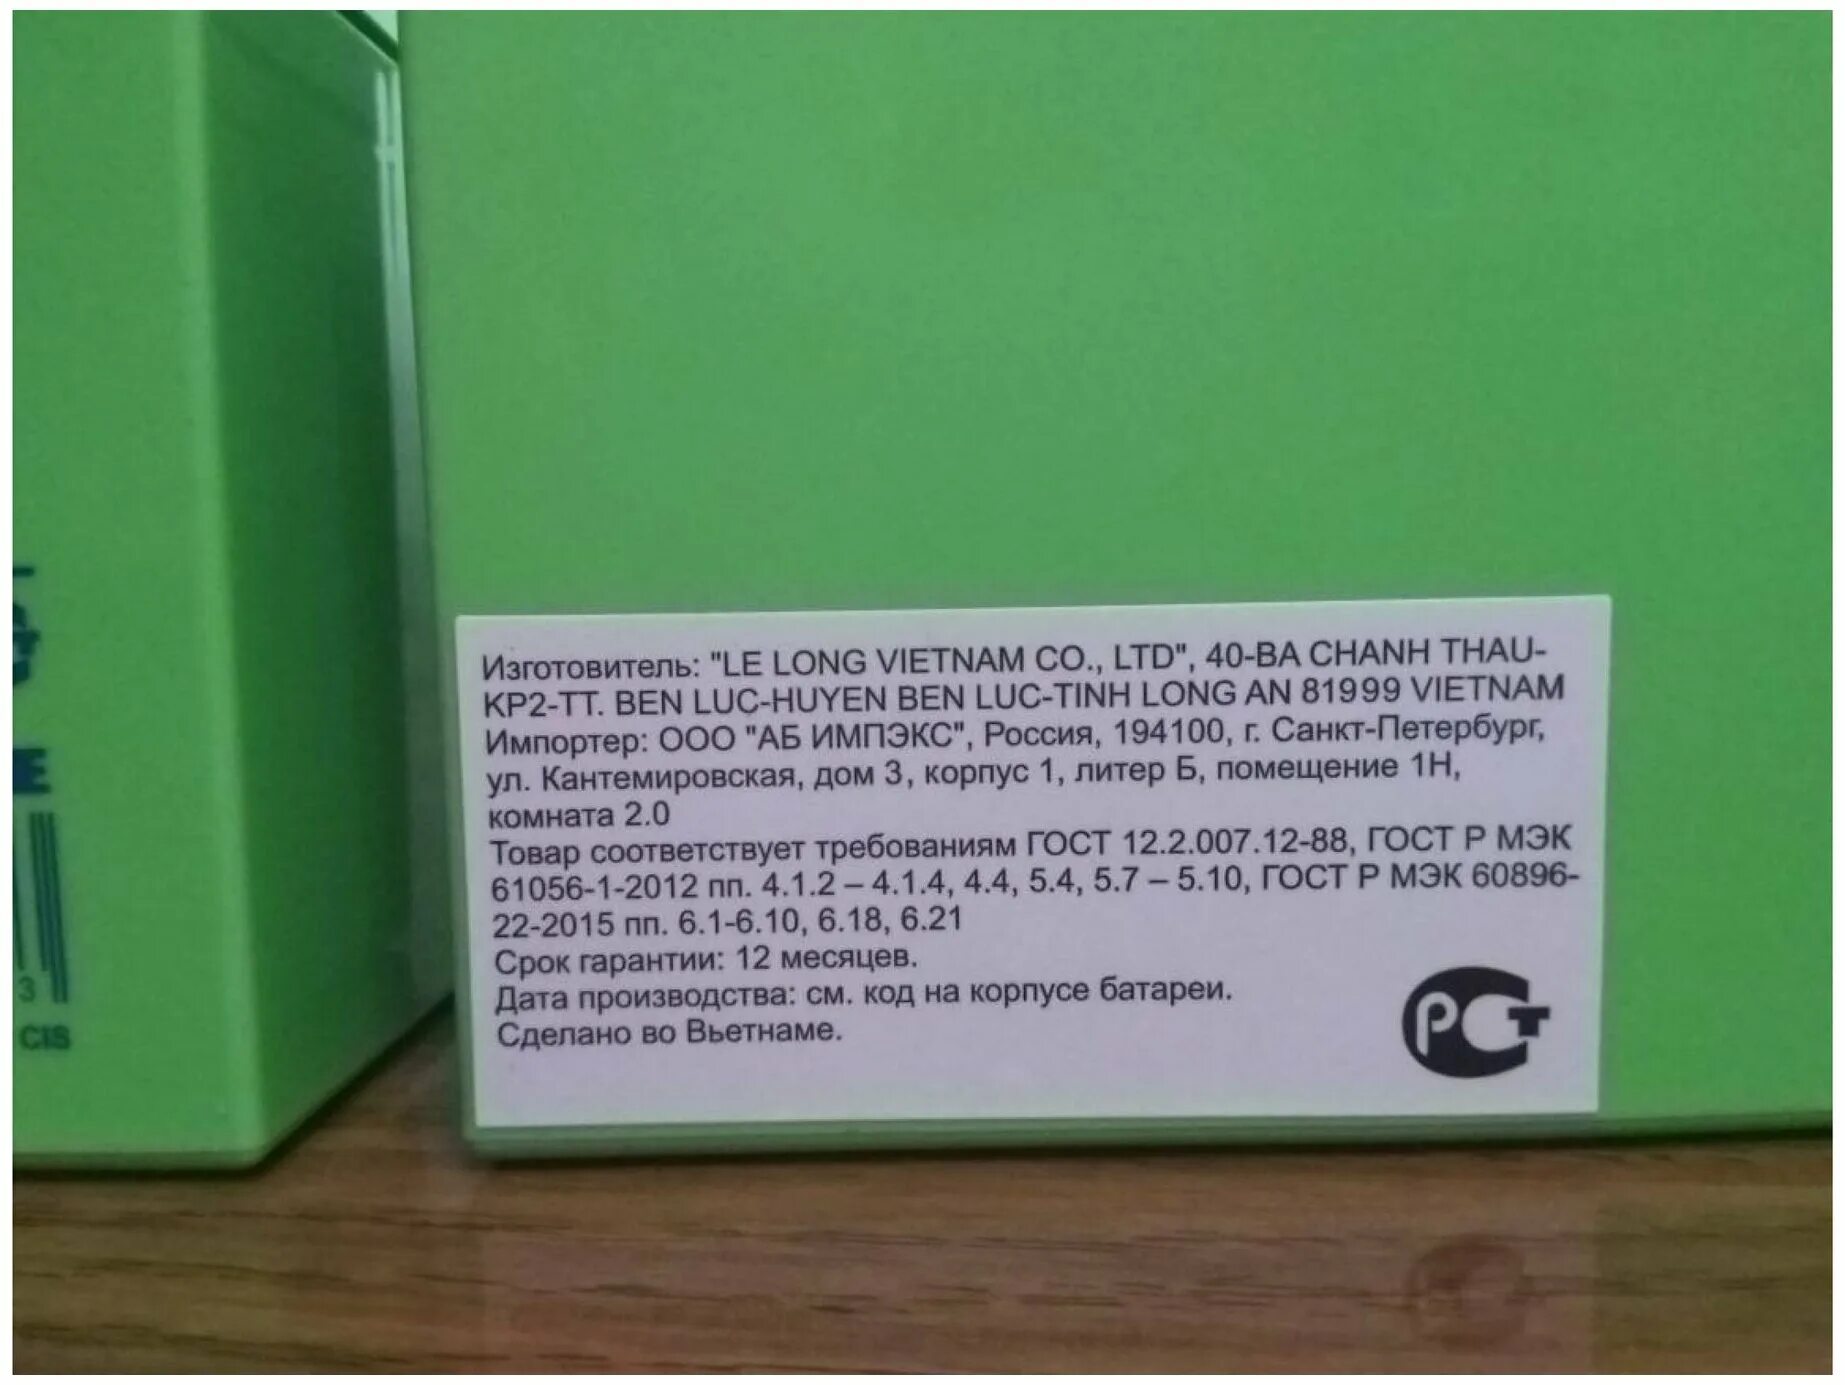 Изготовитель: "LE LONG VIETNAM CO., LTD", 40-BA CHANH THAU-
KP2-TT. BEN LUC-HUYEN BEN LUC-TINH LONG AN 81999 VIETNAM
Импортер: ООО "АБ ИМПЭКС", Россия, 194100, г. Санкт-Петербург,
ул. Кантемировская, дом 3, корпус 1, литер Б, помещение 1Н,
комната 2.0
Товар соответствует требованиям ГОСТ 12.2.007.12-88, ГОСТ Р МЭК
61056-1-2012 пп. 4.1.2 – 4.1.4, 4.4, 5.4, 5.7 – 5.10, ГОСТ Р МЭК 60896-
22-2015 пп. 6.1-6.10, 6.18, 6.21
Срок гарантии: 12 месяцев.
Дата производства: см. код на корпусе батареи.
Сделано во Вьетнаме.
РСТ
3
CIS